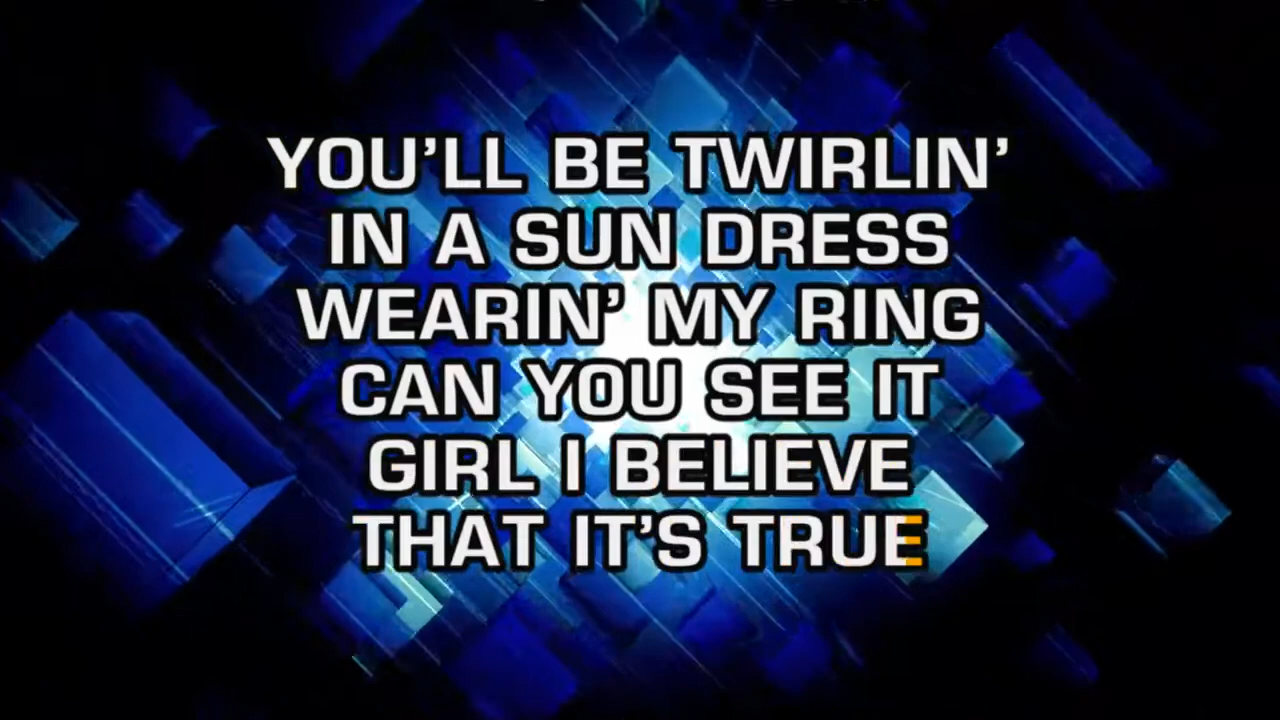 YOU'LL BE TWIRLIN'
IN A SUN DRESS
WEARIN' MY RING
CAN YOU SEE IT
GIRL I BELIEVE
THAT IT'S TRUE